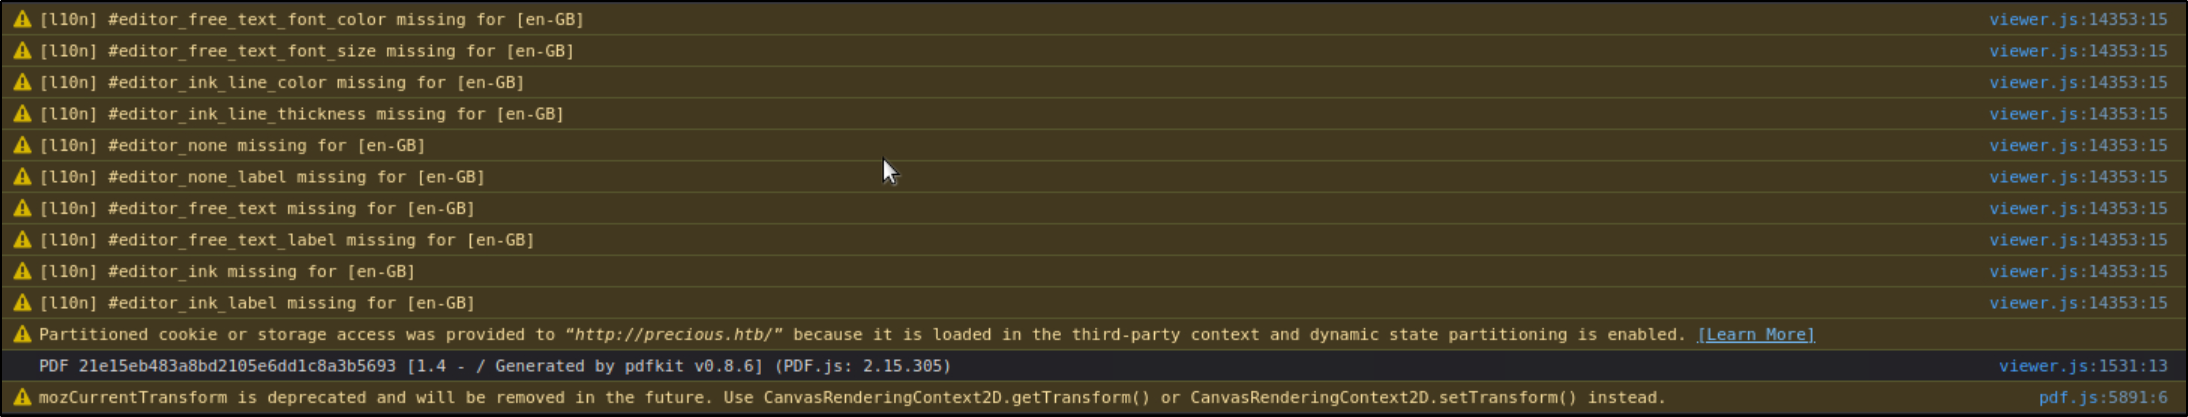 [l10n] #editor_free_text_font_color missing for [en-GB] viewer.js:14353:15
[l10n] #editor_free_text_font_size missing for [en-GB] viewer.js:14353:15
[l10n] #editor_ink_line_color missing for [en-GB] viewer.js:14353:15
[l10n] #editor_ink_line_thickness missing for [en-GB] viewer.js:14353:15
[l10n] #editor_none missing for [en-GB] viewer.js:14353:15
[l10n] #editor_none_label missing for [en-GB] viewer.js:14353:15
[l10n] #editor_free_text missing for [en-GB] viewer.js:14353:15
[l10n] #editor_free_text_label missing for [en-GB] viewer.js:14353:15
[l10n] #editor_ink missing for [en-GB] viewer.js:14353:15
[l10n] #editor_ink_label missing for [en-GB] viewer.js:14353:15
Partitioned cookie or storage access was provided to “http://precious.htb/” because it is loaded in the third-party context and dynamic state partitioning is enabled. [Learn More]
PDF 21e15eb483a8bd2105e6dd1c8a3b5693 [1.4 - / Generated by pdfkit v0.8.6] (PDF.js: 2.15.305) viewer.js:1531:13
mozCurrentTransform is deprecated and will be removed in the future. Use CanvasRenderingContext2D.getTransform() or CanvasRenderingContext2D.setTransform() instead. pdf.js:5891:6